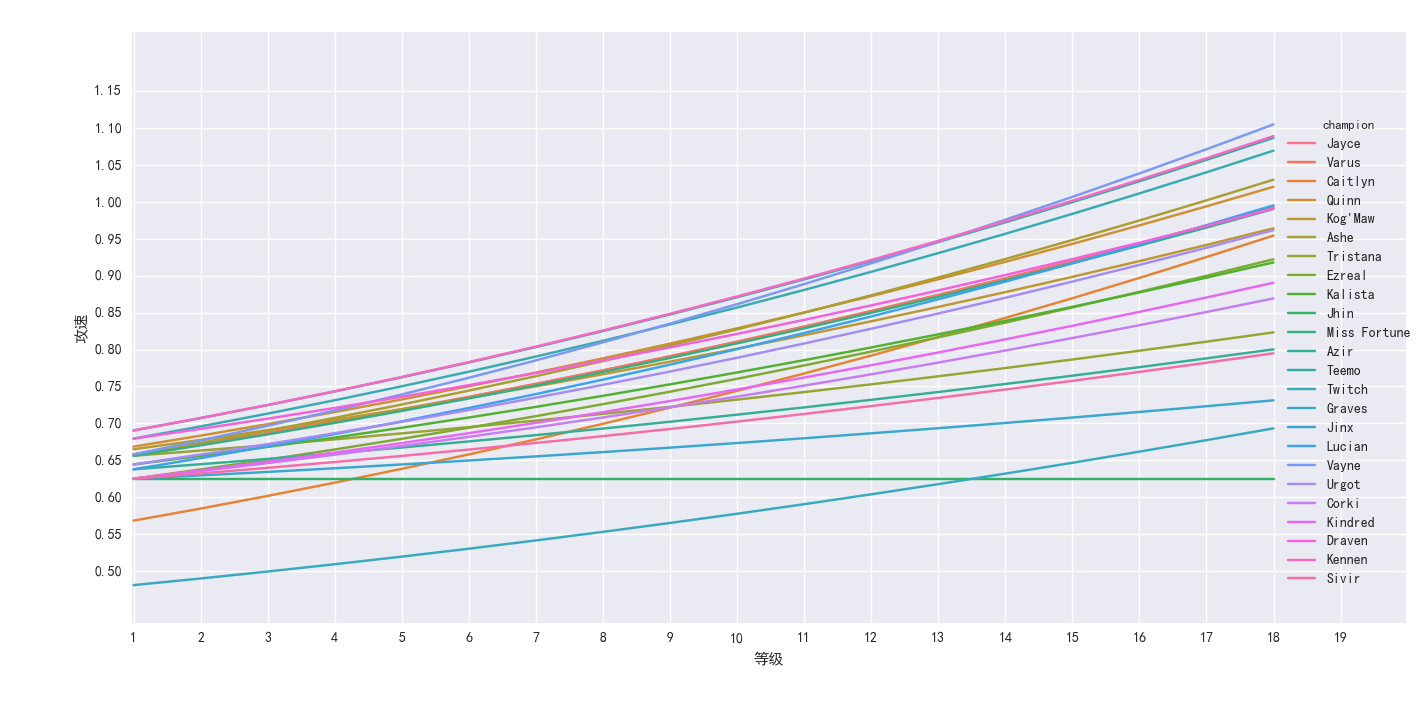 1.15
1.10
1.05
1.00
0.95
0.90
0.85
0.80
0.75
0.70
0.65
0.60
0.55
0.50
攻速
1 2 3 4 5 6 7 8 9 10 11 12 13 14 15 16 17 18 19
等级
champion
Jayce
Varus
Caitlyn
Quinn
Kog'Maw
Ashe
Tristana
Ezreal
Kalista
Jhin
Miss Fortune
Azir
Teemo
Twitch
Graves
Jinx
Lucian
Vayne
Urgot
Corki
Kindred
Draven
Kennen
Sivir